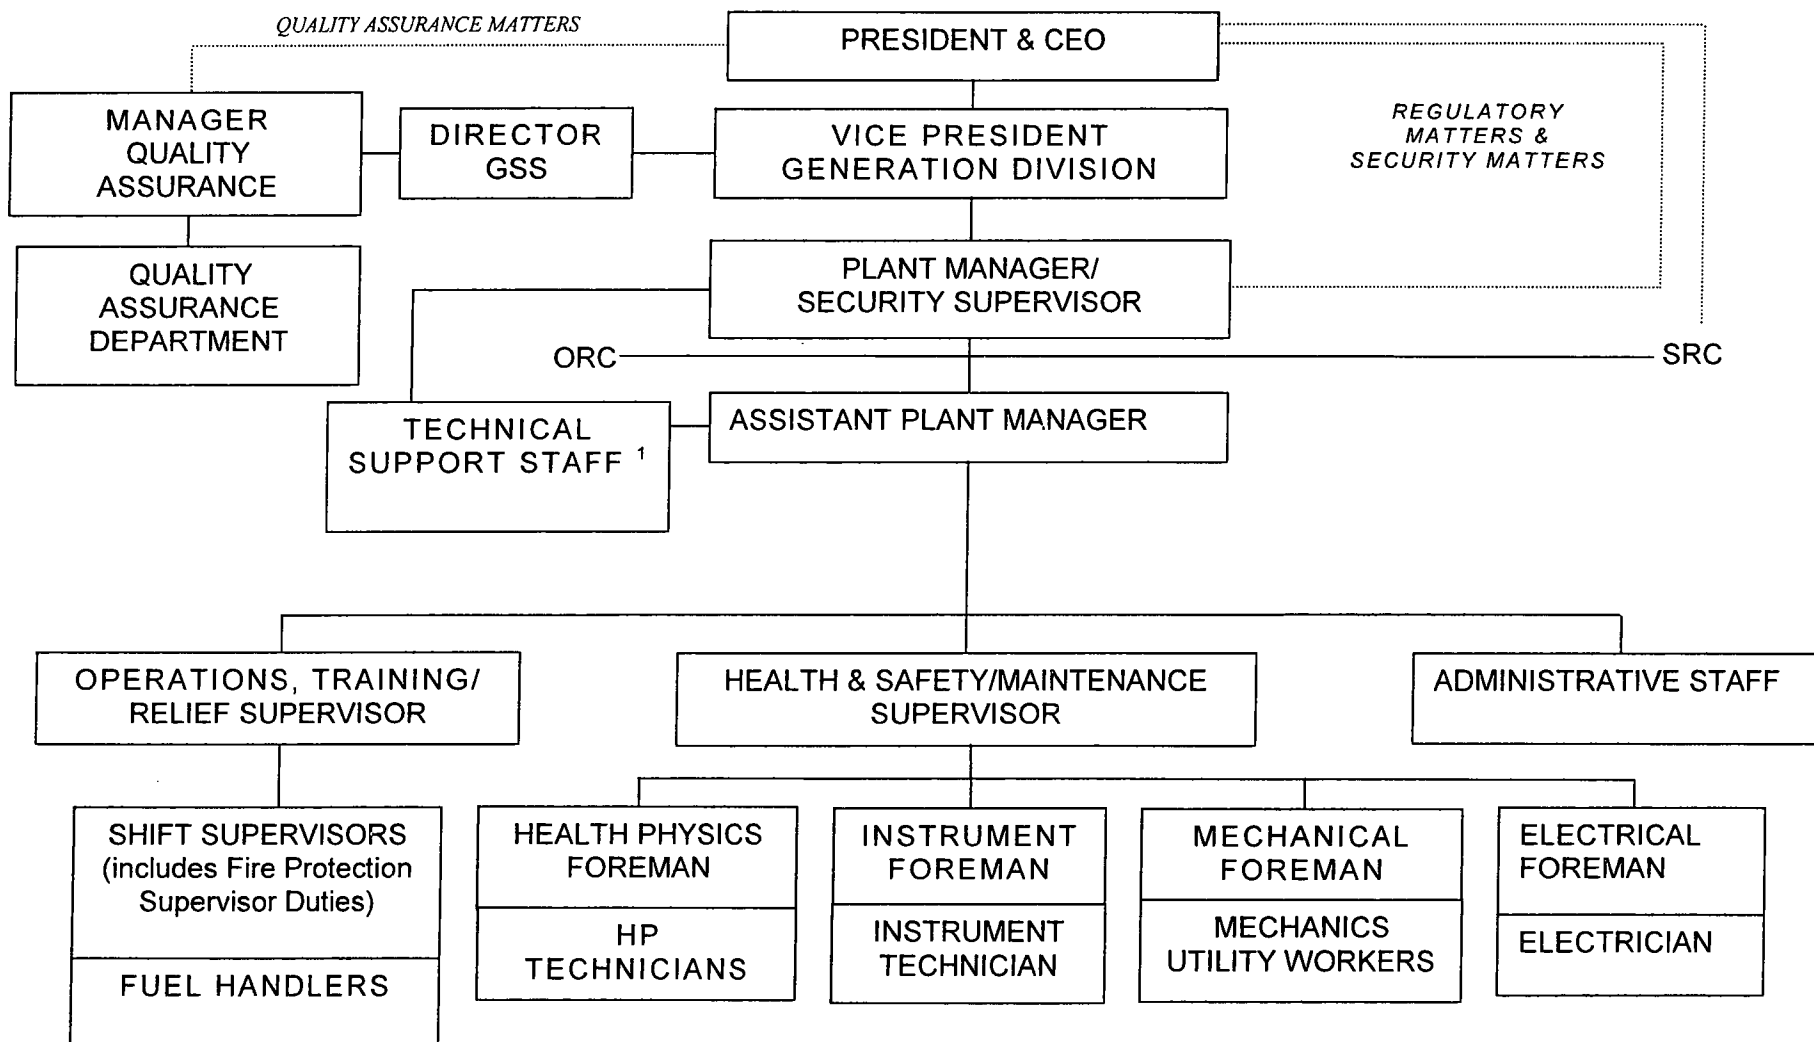 QUALITY ASSURANCE MATTERS
PRESIDENT & CEO
MANAGER
QUALITY
ASSURANCE
DIRECTOR
GSS
VICE PRESIDENT
GENERATION DIVISION
REGULATORY
MATTERS &
SECURITY MATTERS
QUALITY
ASSURANCE
DEPARTMENT
PLANT MANAGER/
SECURITY SUPERVISOR
ORC
SRC
TECHNICAL
SUPPORT STAFF ¹
ASSISTANT PLANT MANAGER
OPERATIONS, TRAINING/
RELIEF SUPERVISOR
HEALTH & SAFETY/MAINTENANCE
SUPERVISOR
ADMINISTRATIVE STAFF
SHIFT SUPERVISORS
(includes Fire Protection
Supervisor Duties)
FUEL HANDLERS
HEALTH PHYSICS
FOREMAN
HP
TECHNICIANS
INSTRUMENT
FOREMAN
INSTRUMENT
TECHNICIAN
MECHANICAL
FOREMAN
MECHANICS
UTILITY WORKERS
ELECTRICAL
FOREMAN
ELECTRICIAN